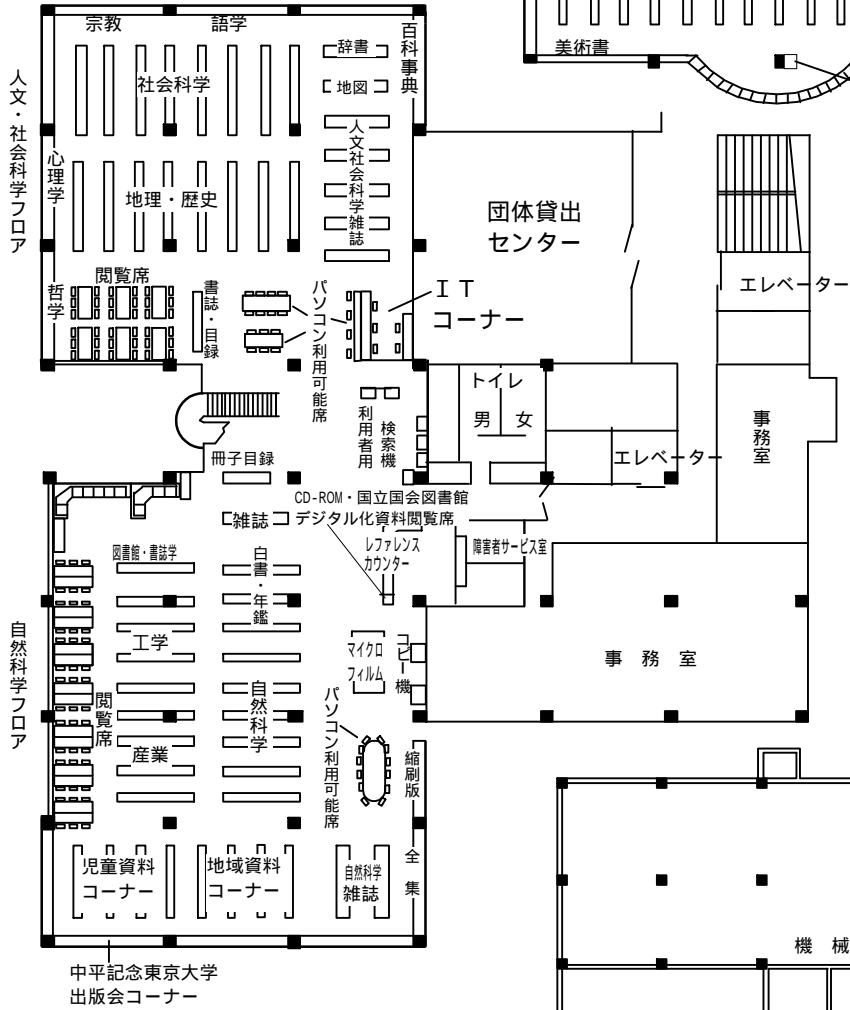 宗教
語学
美術書
辞書
地図
百科事典
社会科学
人文・社会科学フロア
心理学
地理・歴史
人文社会科学雑誌
団体貸出
センター
哲学
閲覧席
書誌・目録
パソコン利用可能席
ＩＴ
コーナー
エレベーター
トイレ
男
女
利用者用
検索機
事務室
エレベーター
冊子目録
CD-ROM・国立国会図書館
デジタル化資料閲覧席
雑誌
図書館・書誌学
白書・年鑑
レファレンス
カウンター
障害者サービス室
自然科学フロア
工学
マイクロ
フィルム
コピー機
事務室
閲覧席
産業
自然科学
パソコン利用可能席
縮刷版
児童資料
コーナー
地域資料
コーナー
自然科学
雑誌
全集
機械
中平記念東京大学
出版会コーナー